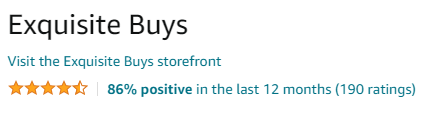 Exquisite Buys
Visit the Exquisite Buys storefront
86% positive in the last 12 months (190 ratings)